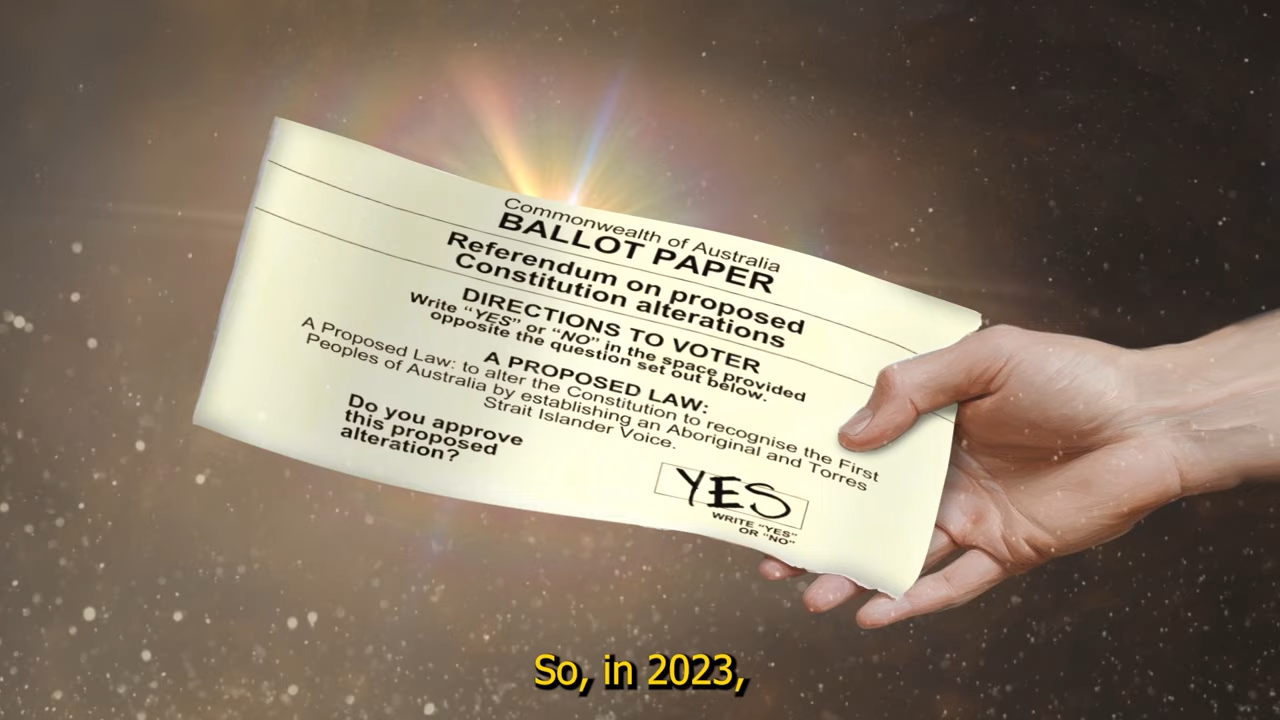 Commonwealth of Australia
BALLOT PAPER
Referendum on proposed
Constitution alterations
DIRECTIONS TO VOTER
Write “YES” or “NO” in the space provided
opposite the question set out below.
A PROPOSED LAW:
A Proposed Law: to alter the Constitution to recognise the First
Peoples of Australia by establishing an Aboriginal and Torres
Strait Islander Voice.
Do you approve
this proposed
alteration?
YES
WRITE “YES”
OR “NO”
So, in 2023,